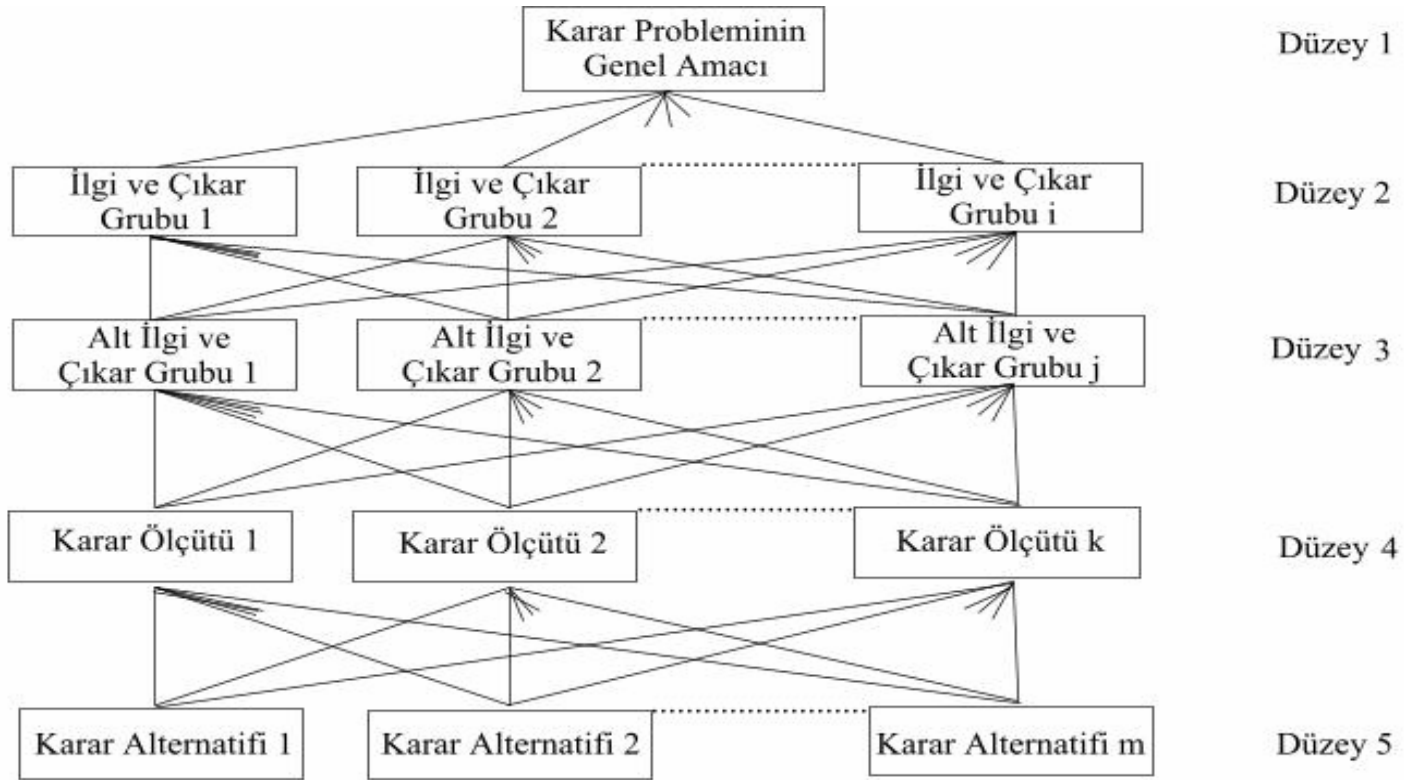 Karar Probleminin
Genel Amacı
Düzey 1
İlgi ve Çıkar
Grubu 1
İlgi ve Çıkar
Grubu 2
İlgi ve Çıkar
Grubu i
Düzey 2
Alt İlgi ve
Çıkar Grubu 1
Alt İlgi ve
Çıkar Grubu 2
Alt İlgi ve
Çıkar Grubu j
Düzey 3
Karar Ölçütü 1
Karar Ölçütü 2
Karar Ölçütü k
Düzey 4
Karar Alternatifi 1
Karar Alternatifi 2
Karar Alternatifi m
Düzey 5